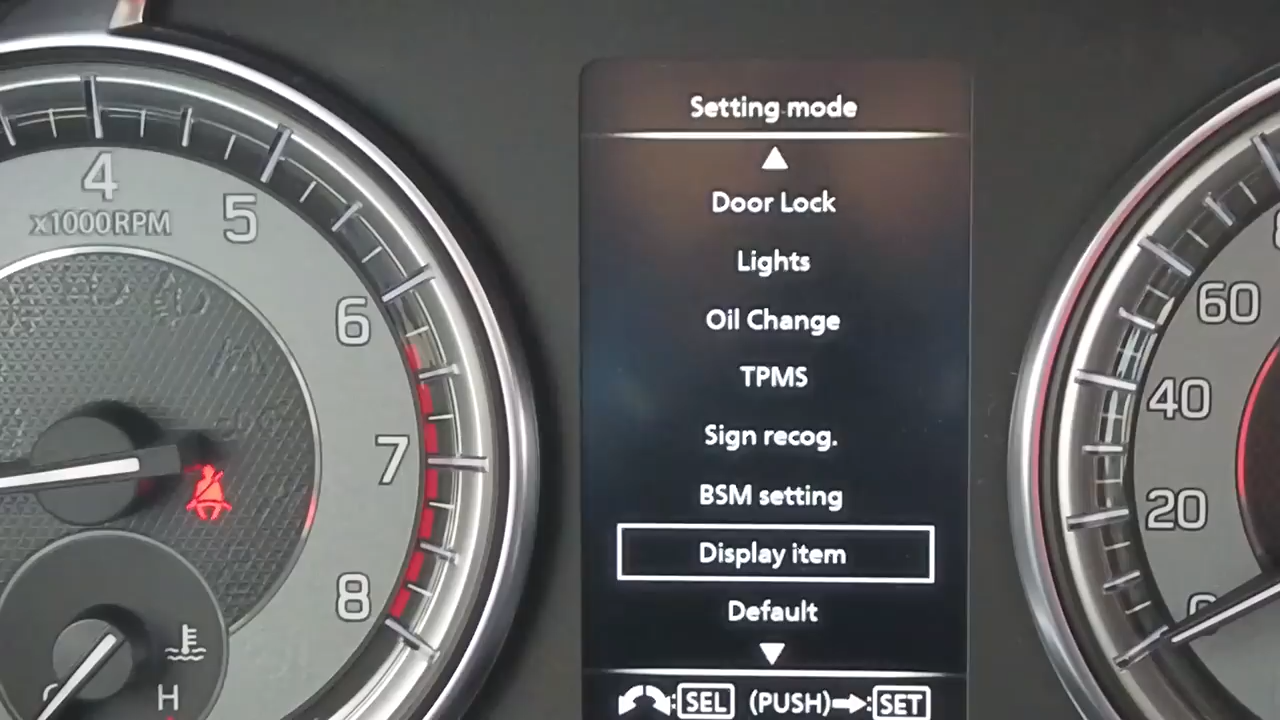 Setting mode
Door Lock
Lights
Oil Change
TPMS
Sign recog.
BSM setting
Display item
Default
:SEL (PUSH)➡:SET
4
x1000RPM
5
6
7
8
H
60
40
20
0